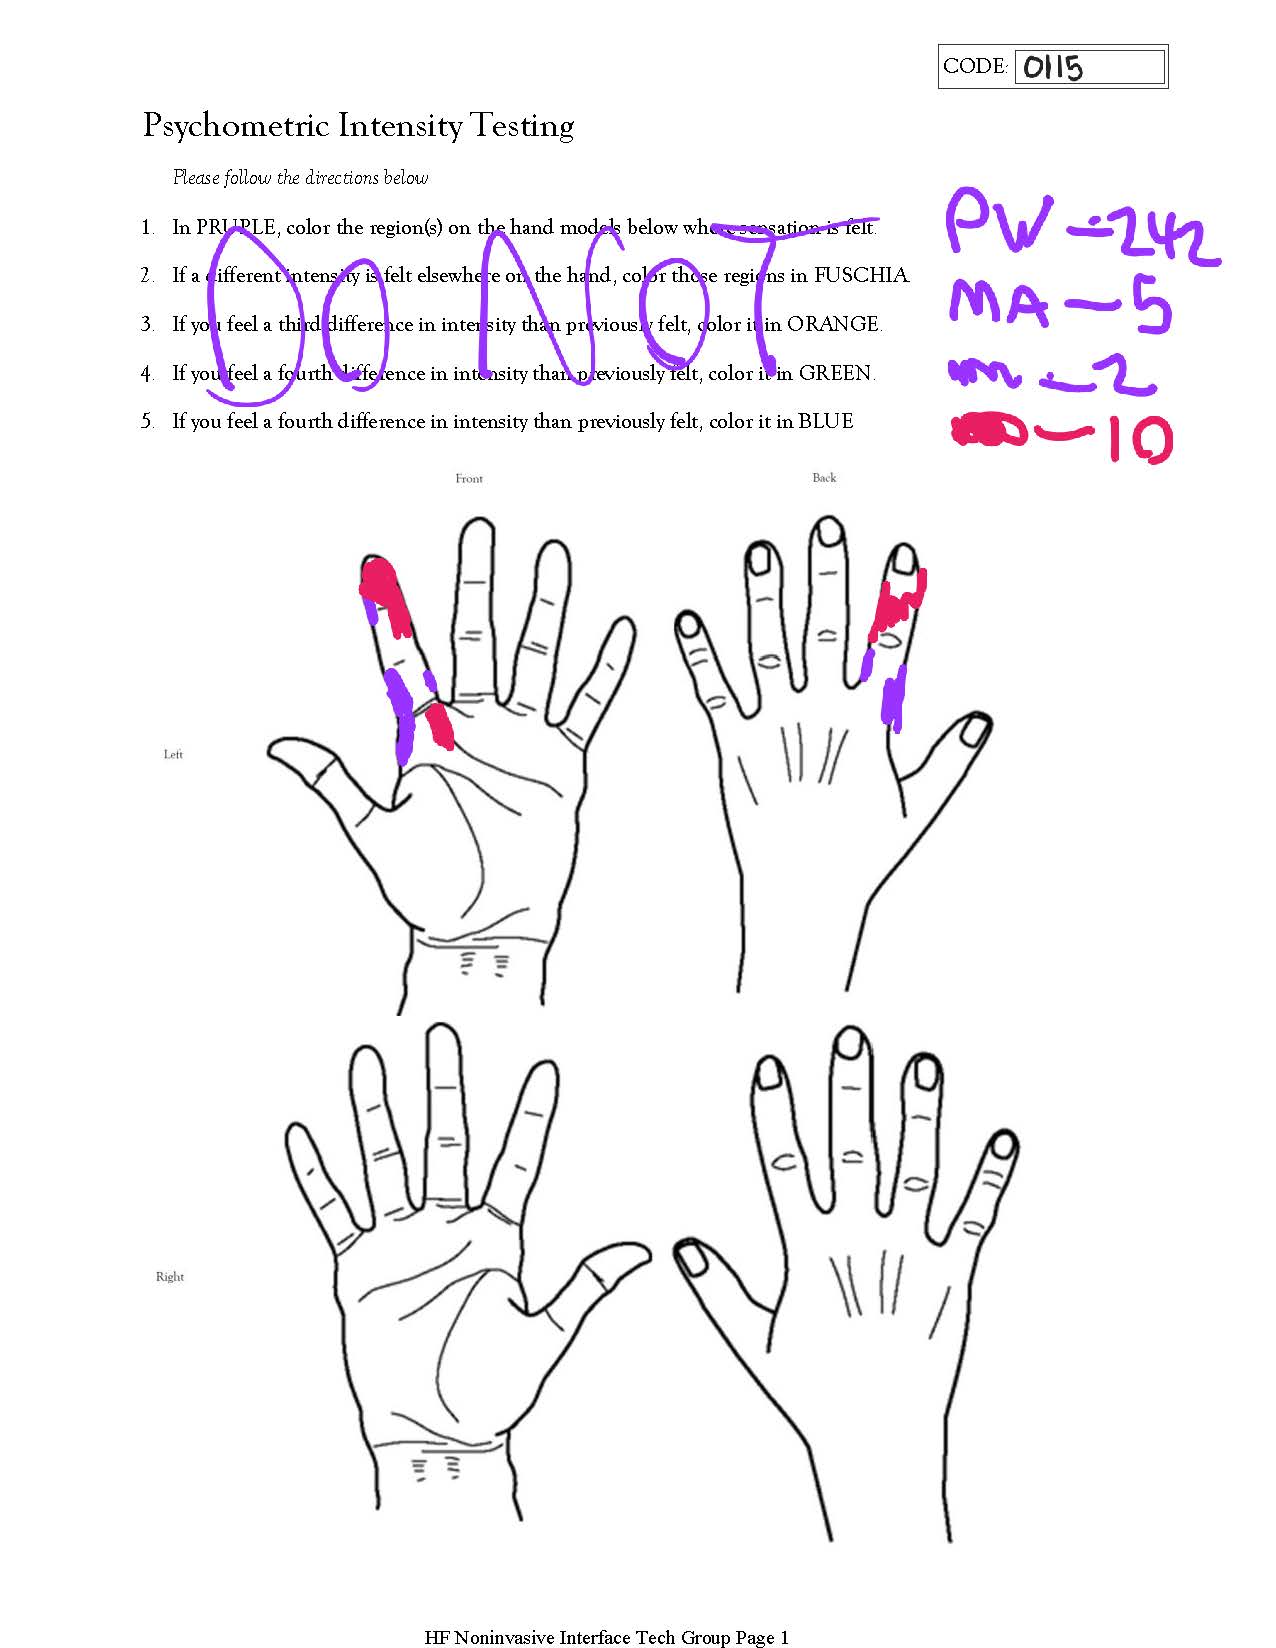 CODE: 0115
Psychometric Intensity Testing
Please follow the directions below
1. In PRUPLE, color the region(s) on the hand models below where sensation is felt.
2. If a different intensity is felt elsewhere on the hand, color those regions in FUSCHIA.
3. If you feel a third difference in intensity than previously felt, color it in ORANGE.
4. If you feel a fourth difference in intensity than previously felt, color it in GREEN.
5. If you feel a fourth difference in intensity than previously felt, color it in BLUE
DO NOT
PW - 242
MA - 5
- 2
- 10
Front Back
Left
Right
HF Noninvasive Interface Tech Group Page 1